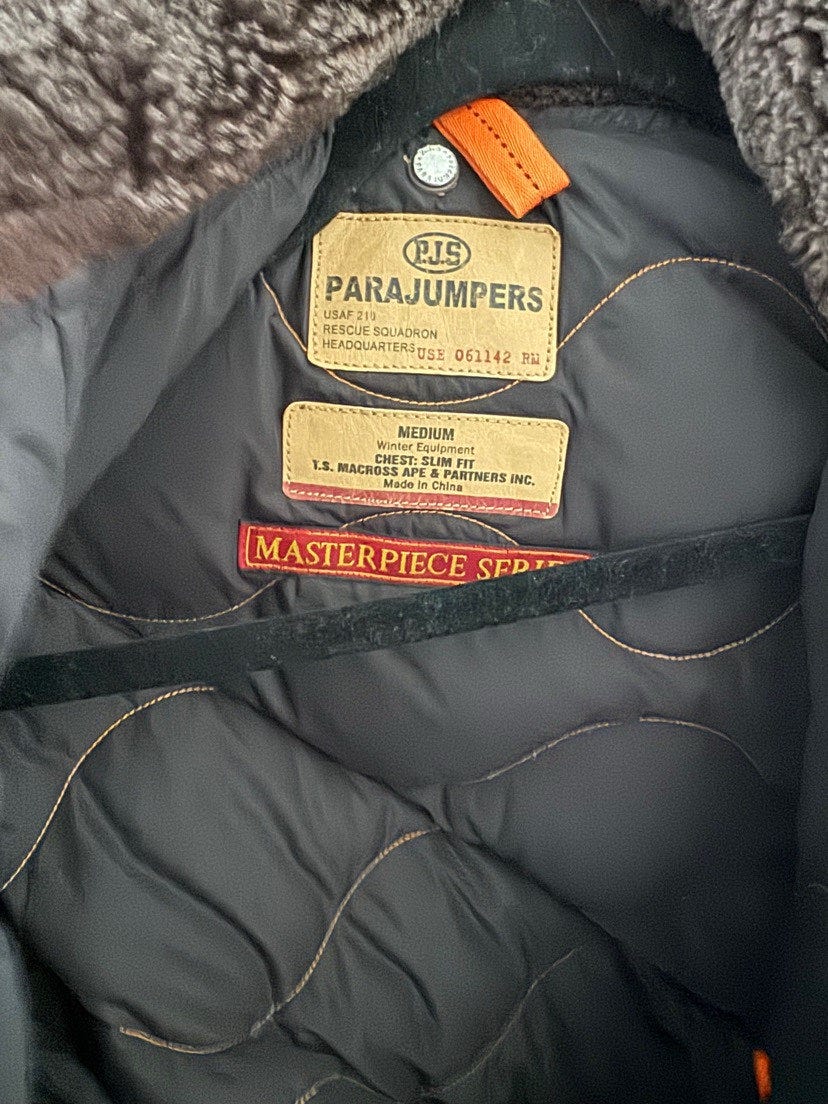 P.J.S
PARAJUMPERS
USAF 210
RESCUE SQUADRON
HEADQUARTERS USE 061142 RM
MEDIUM
Winter Equipment
CHEST: SLIM FIT
T.S. MACROSS APE & PARTNERS INC.
Made in China
MASTERPIECE